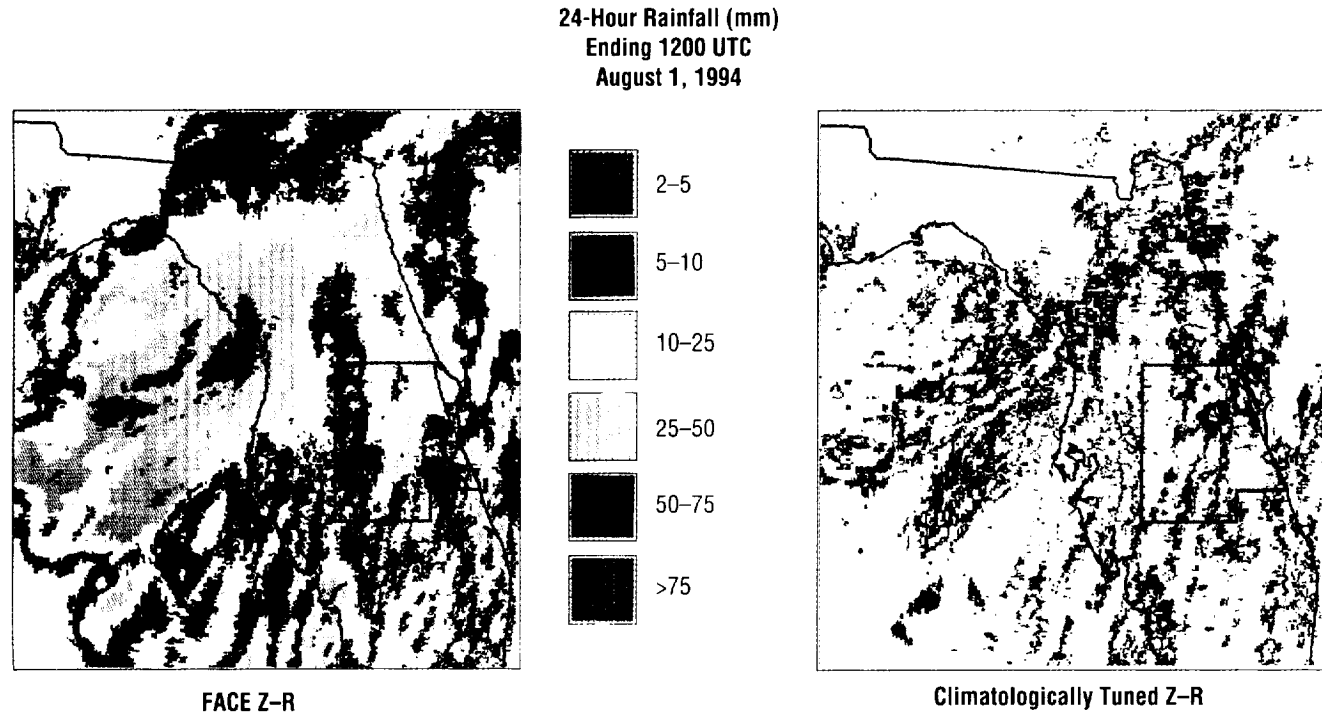 24-Hour Rainfall (mm)
Ending 1200 UTC
August 1, 1994
2–5
5–10
10–25
25–50
50–75
>75
FACE Z–R
Climatologically Tuned Z–R